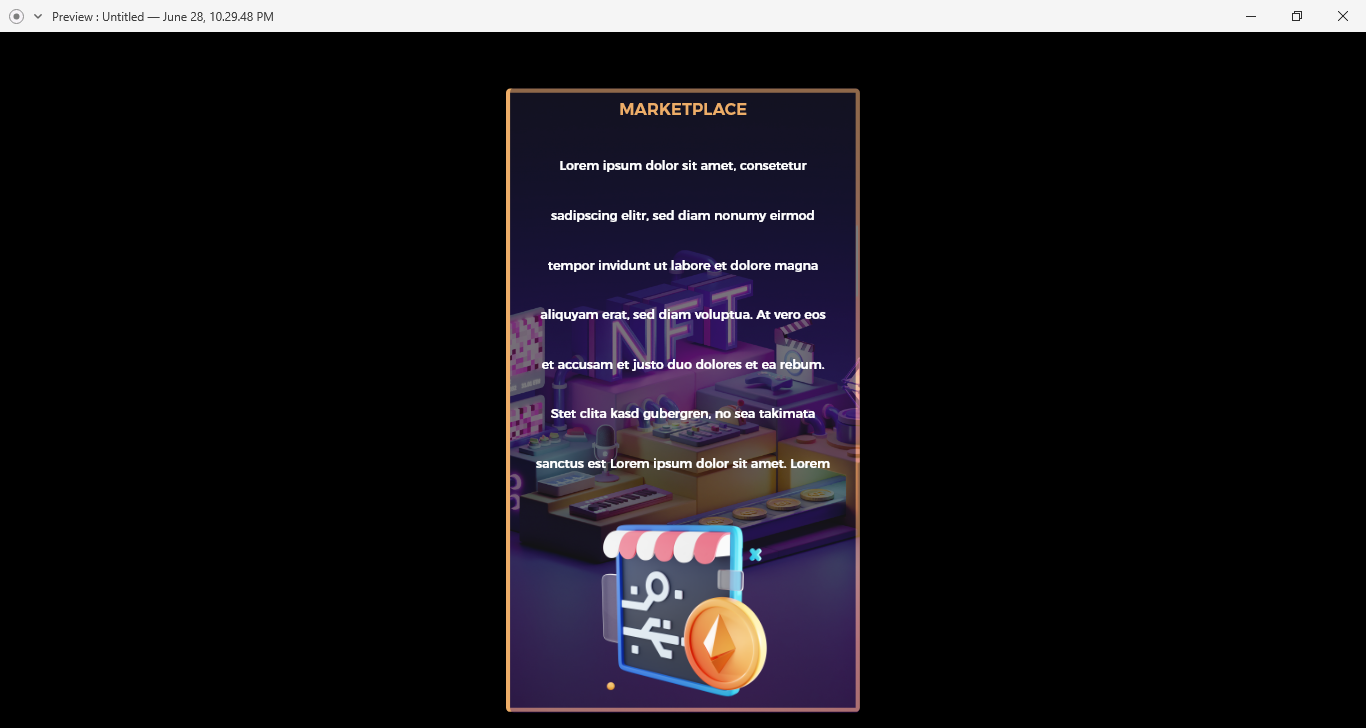 Preview : Untitled — June 28, 10.29.48 PM
MARKETPLACE
Lorem ipsum dolor sit amet, consetetur
sadipscing elitr, sed diam nonumy eirmod
tempor invidunt ut labore et dolore magna
NFT
aliquyam erat, sed diam voluptua. At vero eos
et accusam et justo duo dolores et ea rebum.
Stet clita kasd gubergren, no sea takimata
sanctus est Lorem ipsum dolor sit amet. Lorem